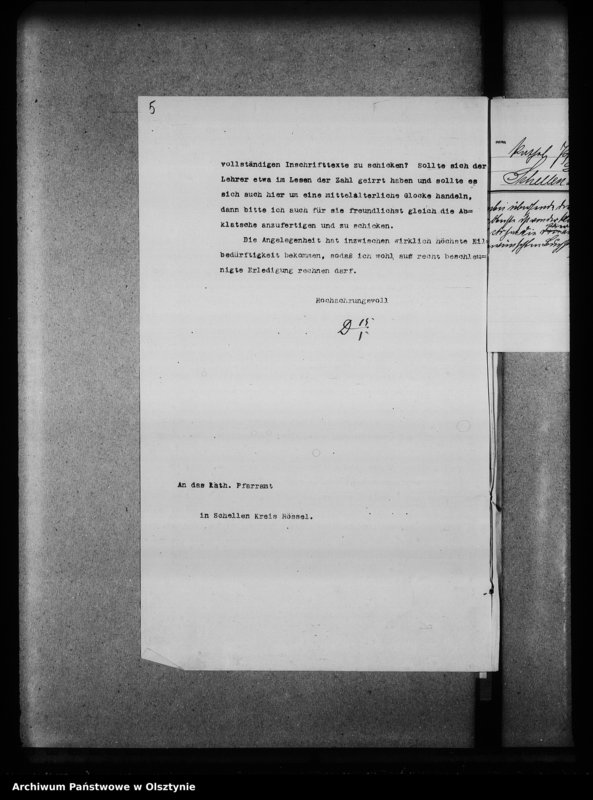 5
vollständigen Inschrifttexte zu schicken? Sollte sich der
Lehrer etwa im Lesen der Zahl geirrt haben und sollte es
sich auch hier um eine mittelalterliche Glocke handeln,
dann bitte ich auch für sie freundlichst gleich die Ab=
klatsche anzufertigen und zu schicken.
Die Angelegenheit hat inzwischen wirklich höchste Eil=
bedürftigkeit bekommen, sodaß ich wohl auf recht beschleu=
nigte Erledigung rechnen darf.
Hochachtungsvoll
D 15/1
An das Kath. Pfarramt
in Schellen Kreis Rössel.
Schellen
Archiwum Państwowe w Olsztynie